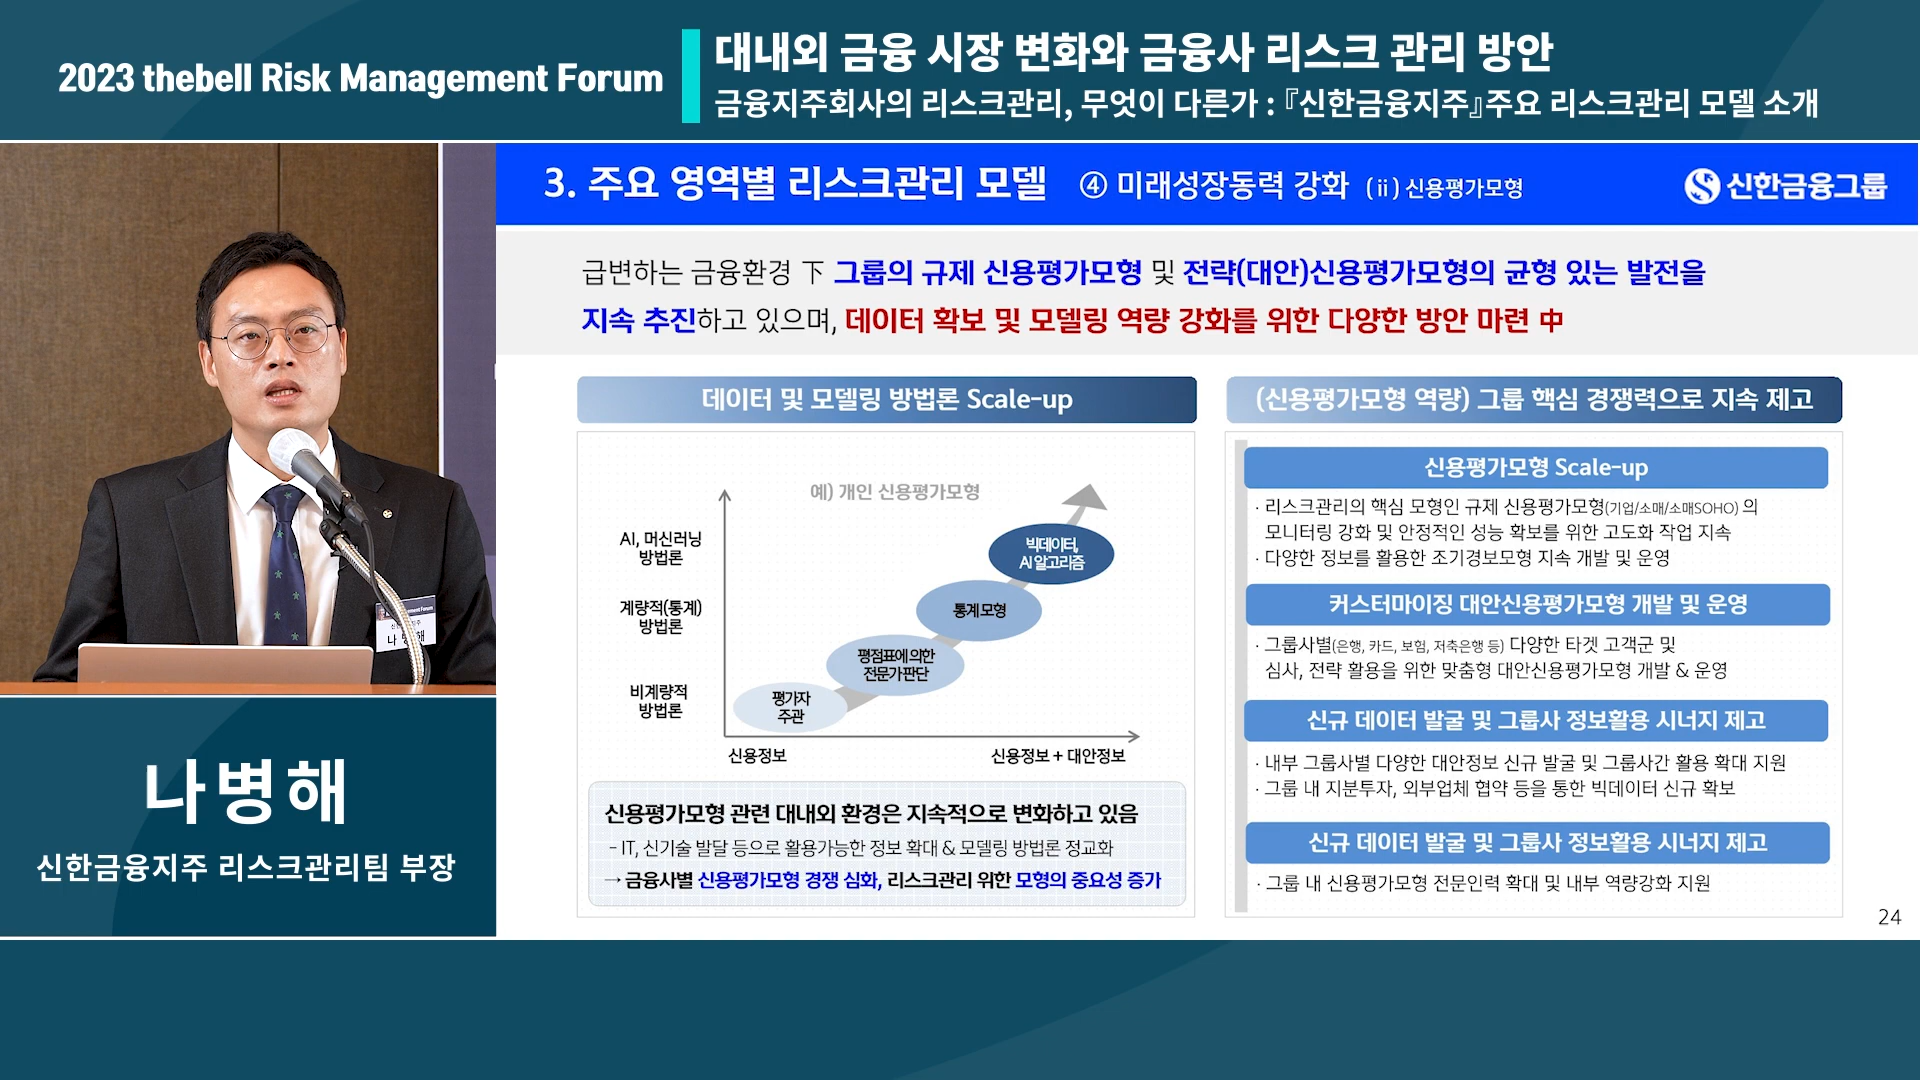 2023 thebell Risk Management Forum
대내외 금융 시장 변화와 금융사 리스크 관리 방안
금융지주회사의 리스크관리, 무엇이 다른가 : 『신한금융지주』주요 리스크관리 모델 소개
3. 주요 영역별 리스크관리 모델 ④ 미래성장동력 강화 (ⅱ) 신용평가모형
신한금융그룹
급변하는 금융환경 下 그룹의 규제 신용평가모형 및 전략(대안)신용평가모형의 균형 있는 발전을
지속 추진하고 있으며, 데이터 확보 및 모델링 역량 강화를 위한 다양한 방안 마련 中
데이터 및 모델링 방법론 Scale-up
예) 개인 신용평가모형
AI, 머신러닝
방법론
계량적(통계)
방법론
비계량적
방법론
빅데이터,
AI 알고리즘
통계 모형
평점표에 의한
전문가 판단
평가자
주관
신용정보
신용정보 + 대안정보
신용평가모형 관련 대내외 환경은 지속적으로 변화하고 있음
- IT, 신기술 발달 등으로 활용가능한 정보 확대 & 모델링 방법론 정교화
→ 금융사별 신용평가모형 경쟁 심화, 리스크관리 위한 모형의 중요성 증가
(신용평가모형 역량) 그룹 핵심 경쟁력으로 지속 제고
신용평가모형 Scale-up
· 리스크관리의 핵심 모형인 규제 신용평가모형(기업/소매/소매SOHO) 의
모니터링 강화 및 안정적인 성능 확보를 위한 고도화 작업 지속
· 다양한 정보를 활용한 조기경보모형 지속 개발 및 운영
커스터마이징 대안신용평가모형 개발 및 운영
· 그룹사별(은행, 카드, 보험, 저축은행 등) 다양한 타겟 고객군 및
심사, 전략 활용을 위한 맞춤형 대안신용평가모형 개발 & 운영
신규 데이터 발굴 및 그룹사 정보활용 시너지 제고
· 내부 그룹사별 다양한 대안정보 신규 발굴 및 그룹사간 활용 확대 지원
· 그룹 내 지분투자, 외부업체 협약 등을 통한 빅데이터 신규 확보
신규 데이터 발굴 및 그룹사 정보활용 시너지 제고
· 그룹 내 신용평가모형 전문인력 확대 및 내부 역량강화 지원
24
나병해
신한금융지주 리스크관리팀 부장